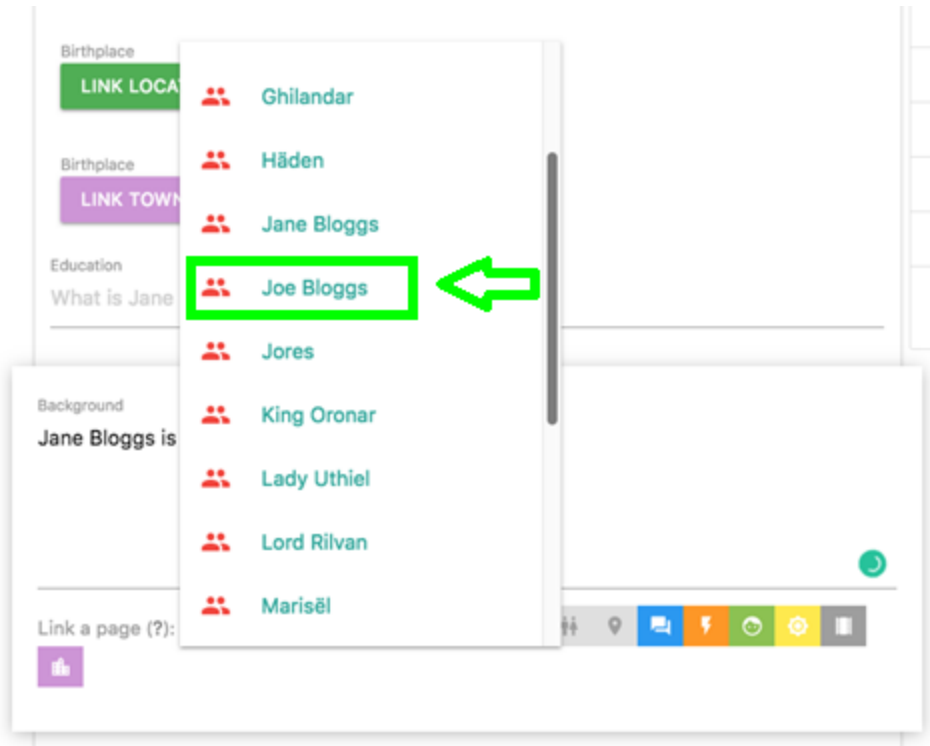 Birthplace
LINK LOCA
Birthplace
LINK TOWN
Education
What is Jane
Ghilandar
Häden
Jane Bloggs
Joe Bloggs
Jores
King Oronar
Lady Uthiel
Lord Rilvan
Marisël
Background
Jane Bloggs is
Link a page (?):